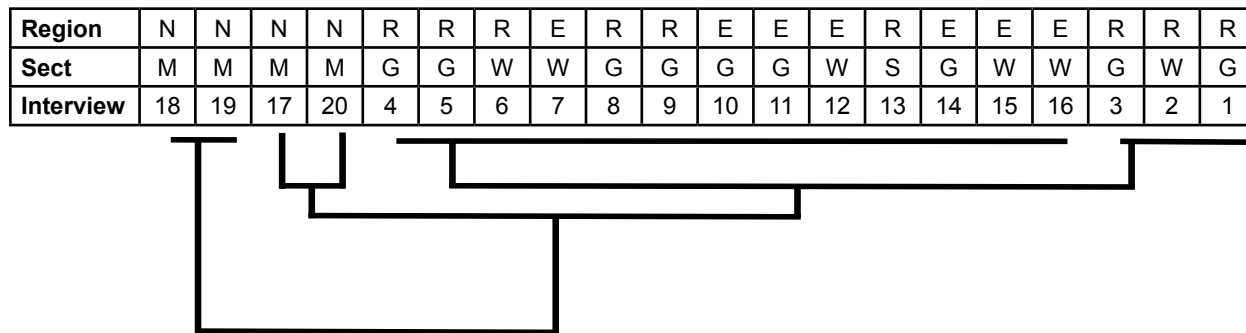 Region N N N N R R R E R R E E E R E E E R R R
Sect M M M M G G W W G G G G W S G W W G W G
Interview 18 19 17 20 4 5 6 7 8 9 10 11 12 13 14 15 16 3 2 1